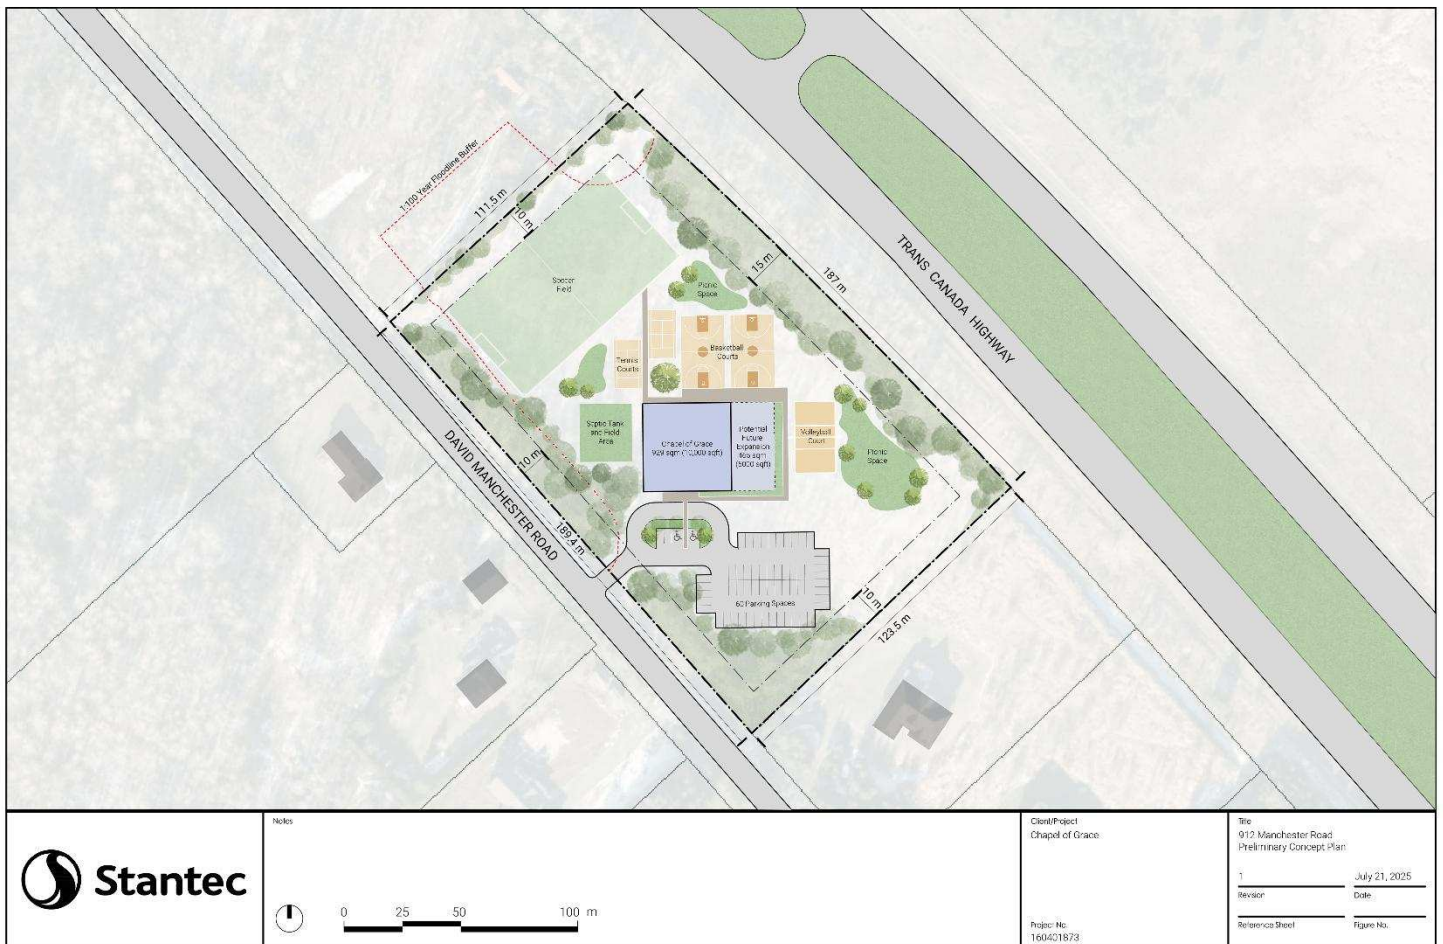 1:100 Year Floodline Buffer
111.5 m
10 m
Soccer
Field
Picnic
Space
15 m
187 m
TRANS CANADA HIGHWAY
Tennis
Courts
Basketball
Courts
Septic Tank
and Field
Area
Chapel of Grace
929 sqm (10,000 sqft)
Potential
Future
Expansion
465 sqm
(5000 sqft)
Volleyball
Court
Picnic
Space
10 m
DAVID MANCHESTER ROAD
189.4 m
60 Parking Spaces
10 m
123.5 m
Stantec
Notes
0 25 50 100 m
Client/Project
Chapel of Grace
Project No.
160401873
Title
912 Manchester Road
Preliminary Concept Plan
1 July 21, 2025
Revision Date
Reference Sheet Figure No.